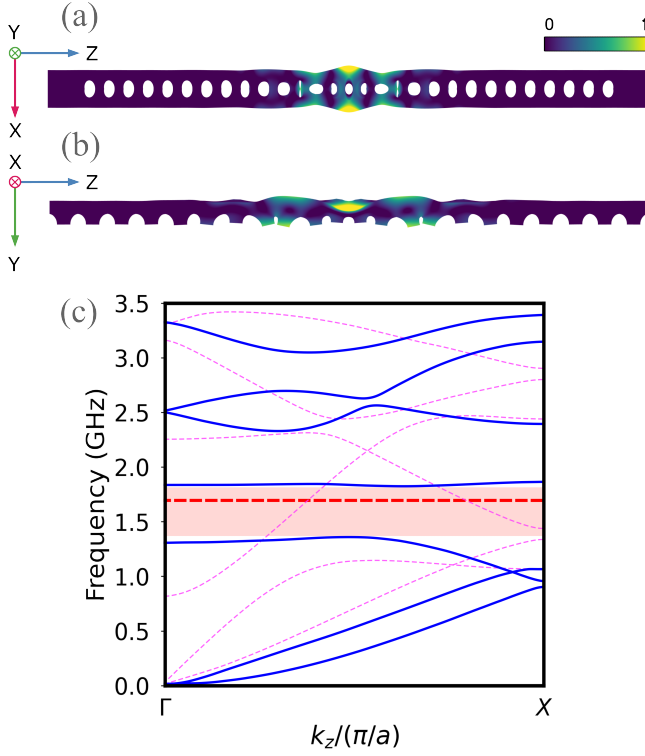 (a)
Y
Z
X
0
1
(b)
X
Z
Y
(c)
3.5
3.0
2.5
2.0
1.5
1.0
0.5
0.0
Frequency (GHz)
Γ
X
k_z/(π/a)